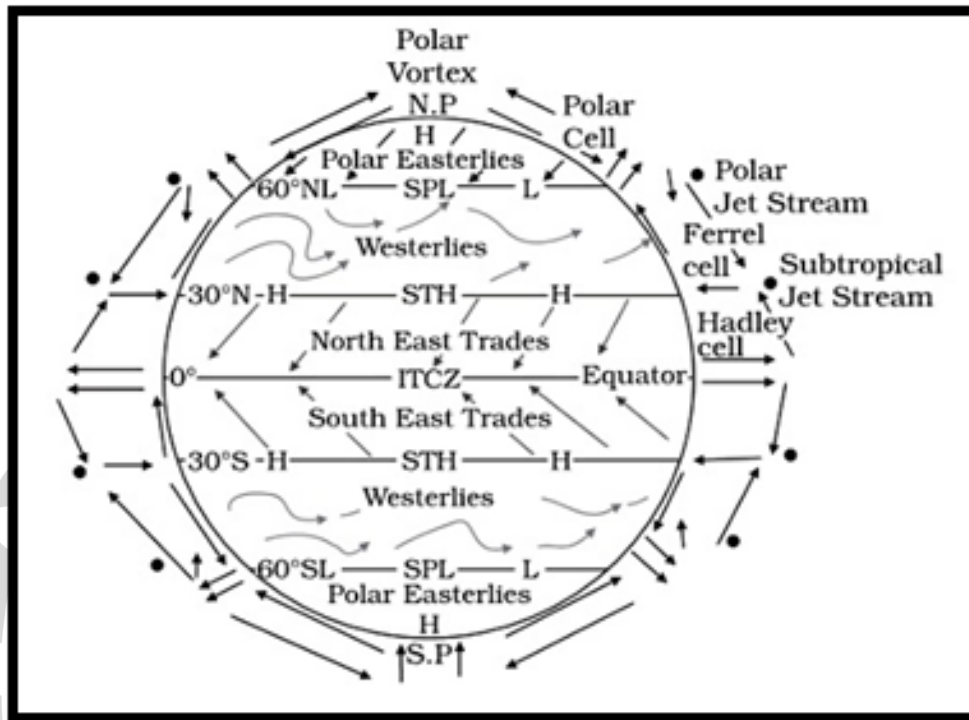 Polar
Vortex
N.P
H
Polar
Cell
Polar Easterlies
60°NL SPL L
Polar
Jet Stream
Westerlies
Ferrel
cell
Subtropical
Jet Stream
30°N H STH H
Hadley
cell
North East Trades
0° ITCZ Equator
South East Trades
30°S H STH H
Westerlies
60°SL SPL L
Polar Easterlies
H
S.P